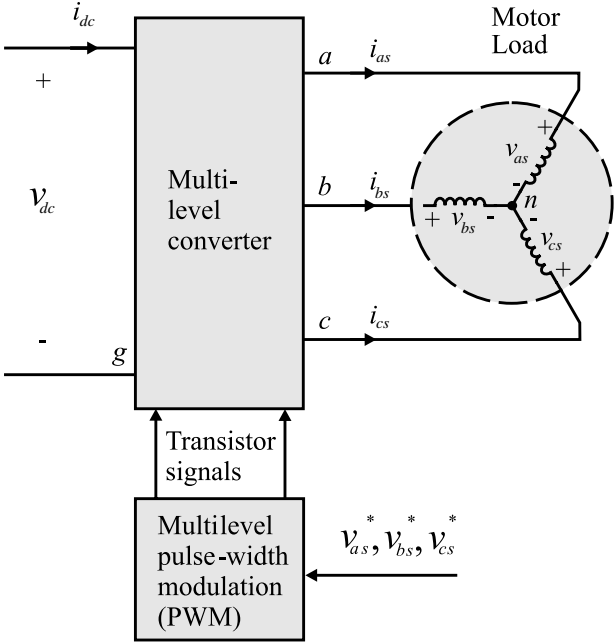 i_dc
Motor
Load
a
i_as
+
+
v_as
-
v_dc
Multi-
level
converter
b
i_bs
+ v_bs -
n
-
v_cs
+
c
i_cs
-
g
Transistor
signals
Multilevel
pulse-width
modulation
(PWM)
v_as^*, v_bs^*, v_cs^*